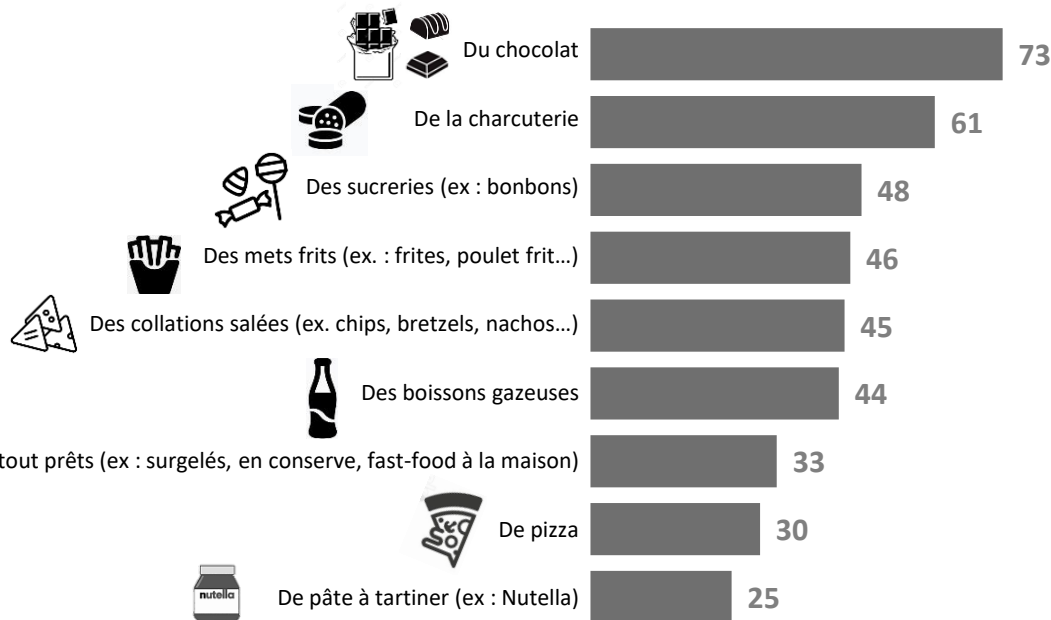 Du chocolat 73
De la charcuterie 61
Des sucreries (ex : bonbons) 48
Des mets frits (ex. : frites, poulet frit…) 46
Des collations salées (ex. chips, bretzels, nachos…) 45
Des boissons gazeuses 44
tout prêts (ex : surgelés, en conserve, fast-food à la maison) 33
De pizza 30
nutella De pâte à tartiner (ex : Nutella) 25